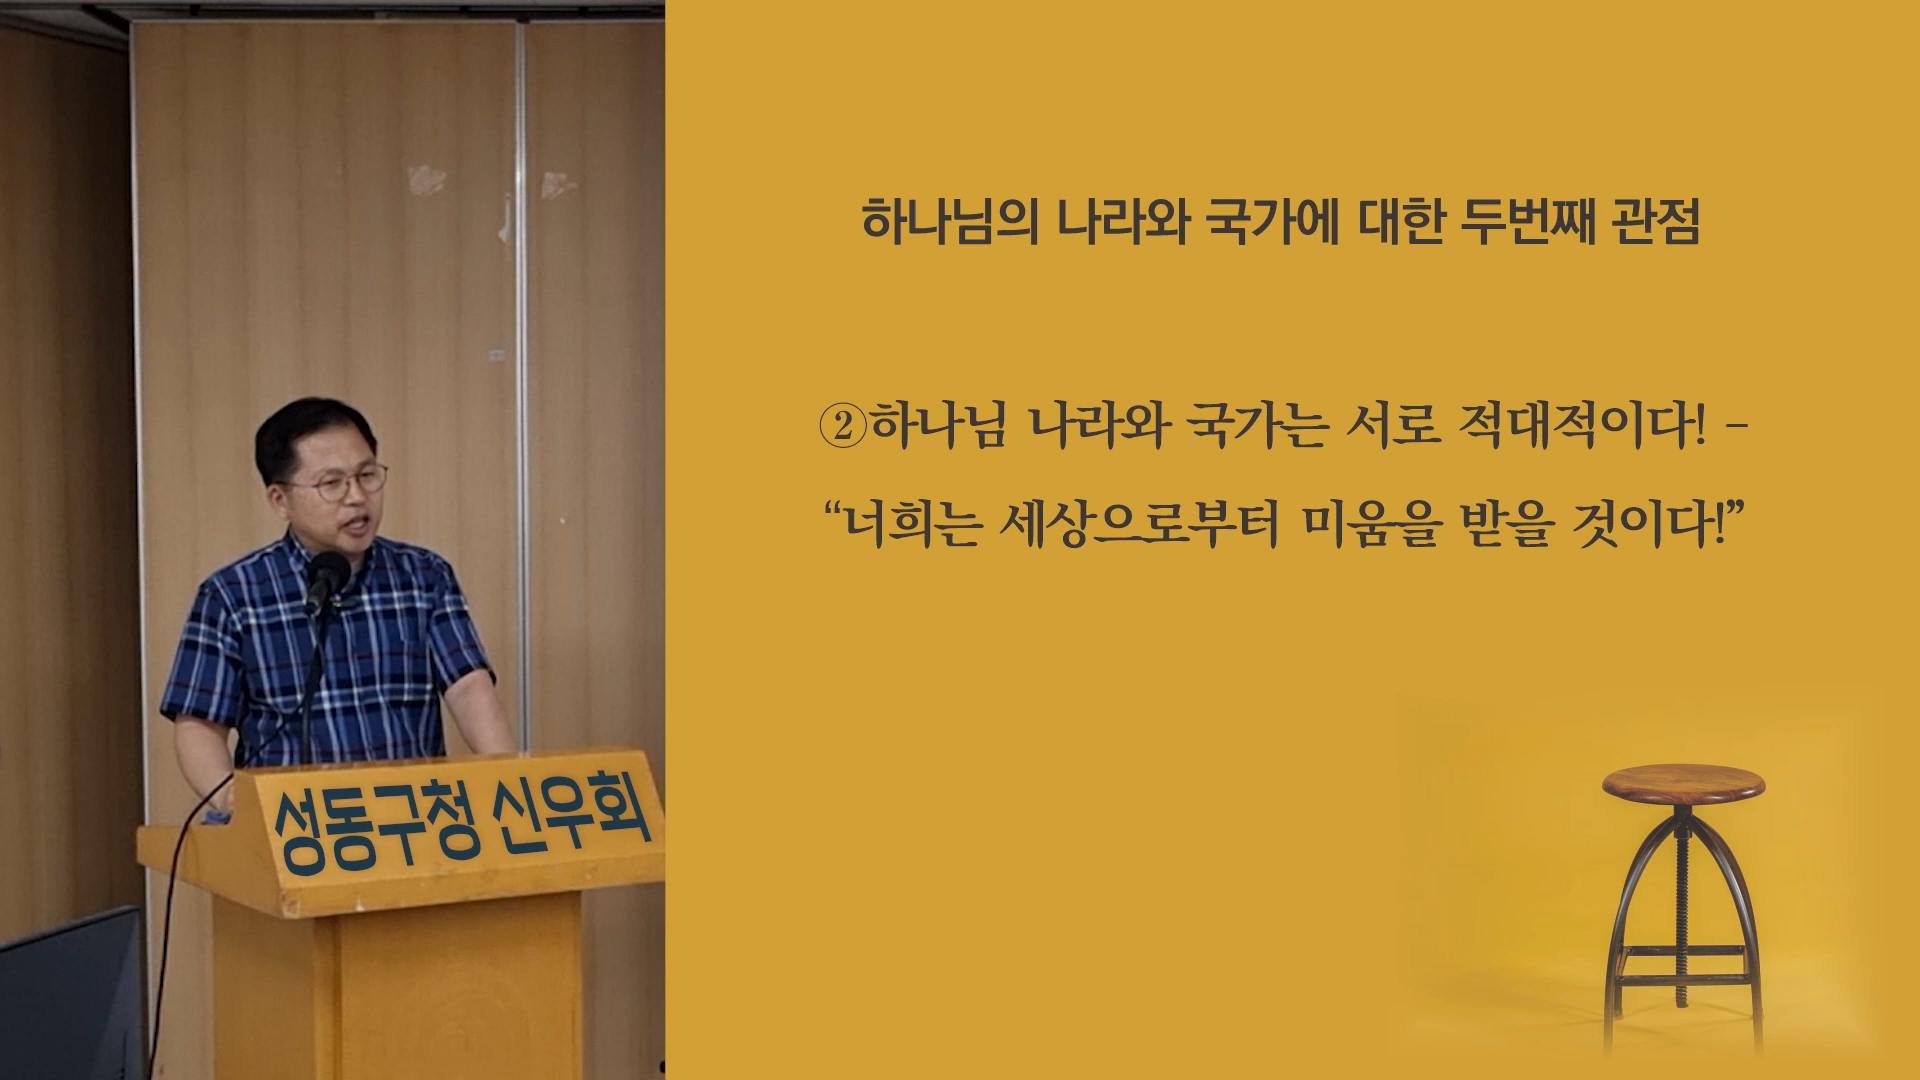 하나님의 나라와 국가에 대한 두번째 관점
②하나님 나라와 국가는 서로 적대적이다! -
“너희는 세상으로부터 미움을 받을 것이다!”
성동구청 신우회